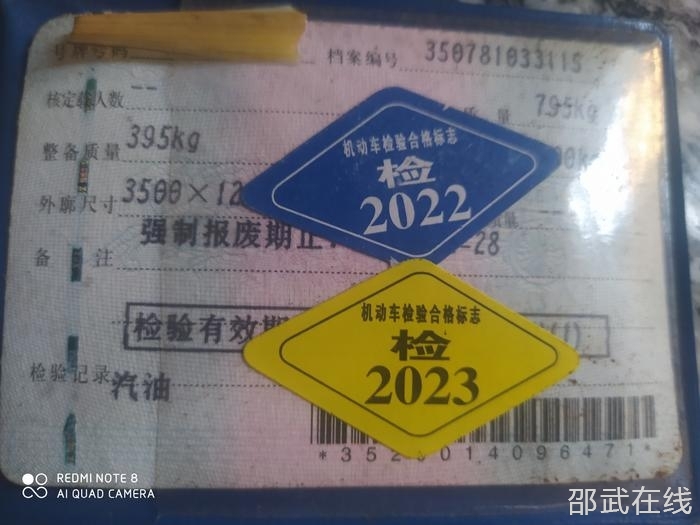 号牌号码
档案编号 350781033115
核定载人数 --
质量 795kg
整备质量 395kg
外廓尺寸 3500×12
强制报废期止
28
备注
检验有效期
检验记录 汽油
机动车检验合格标志
检
2022
机动车检验合格标志
检
2023
REDMI NOTE 8
AI QUAD CAMERA
邵武在线